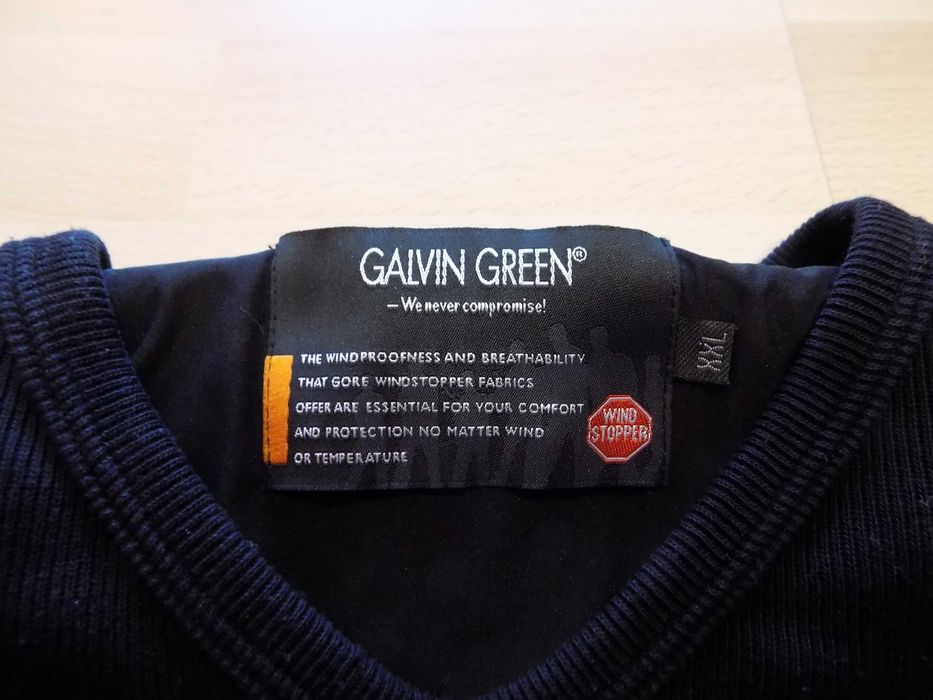 GALVIN GREEN®
– We never compromise!
THE WINDPROOFNESS AND BREATHABILITY
THAT GORE WINDSTOPPER FABRICS
OFFER ARE ESSENTIAL FOR YOUR COMFORT
AND PROTECTION NO MATTER WIND
OR TEMPERATURE
WIND
STOPPER
XXL